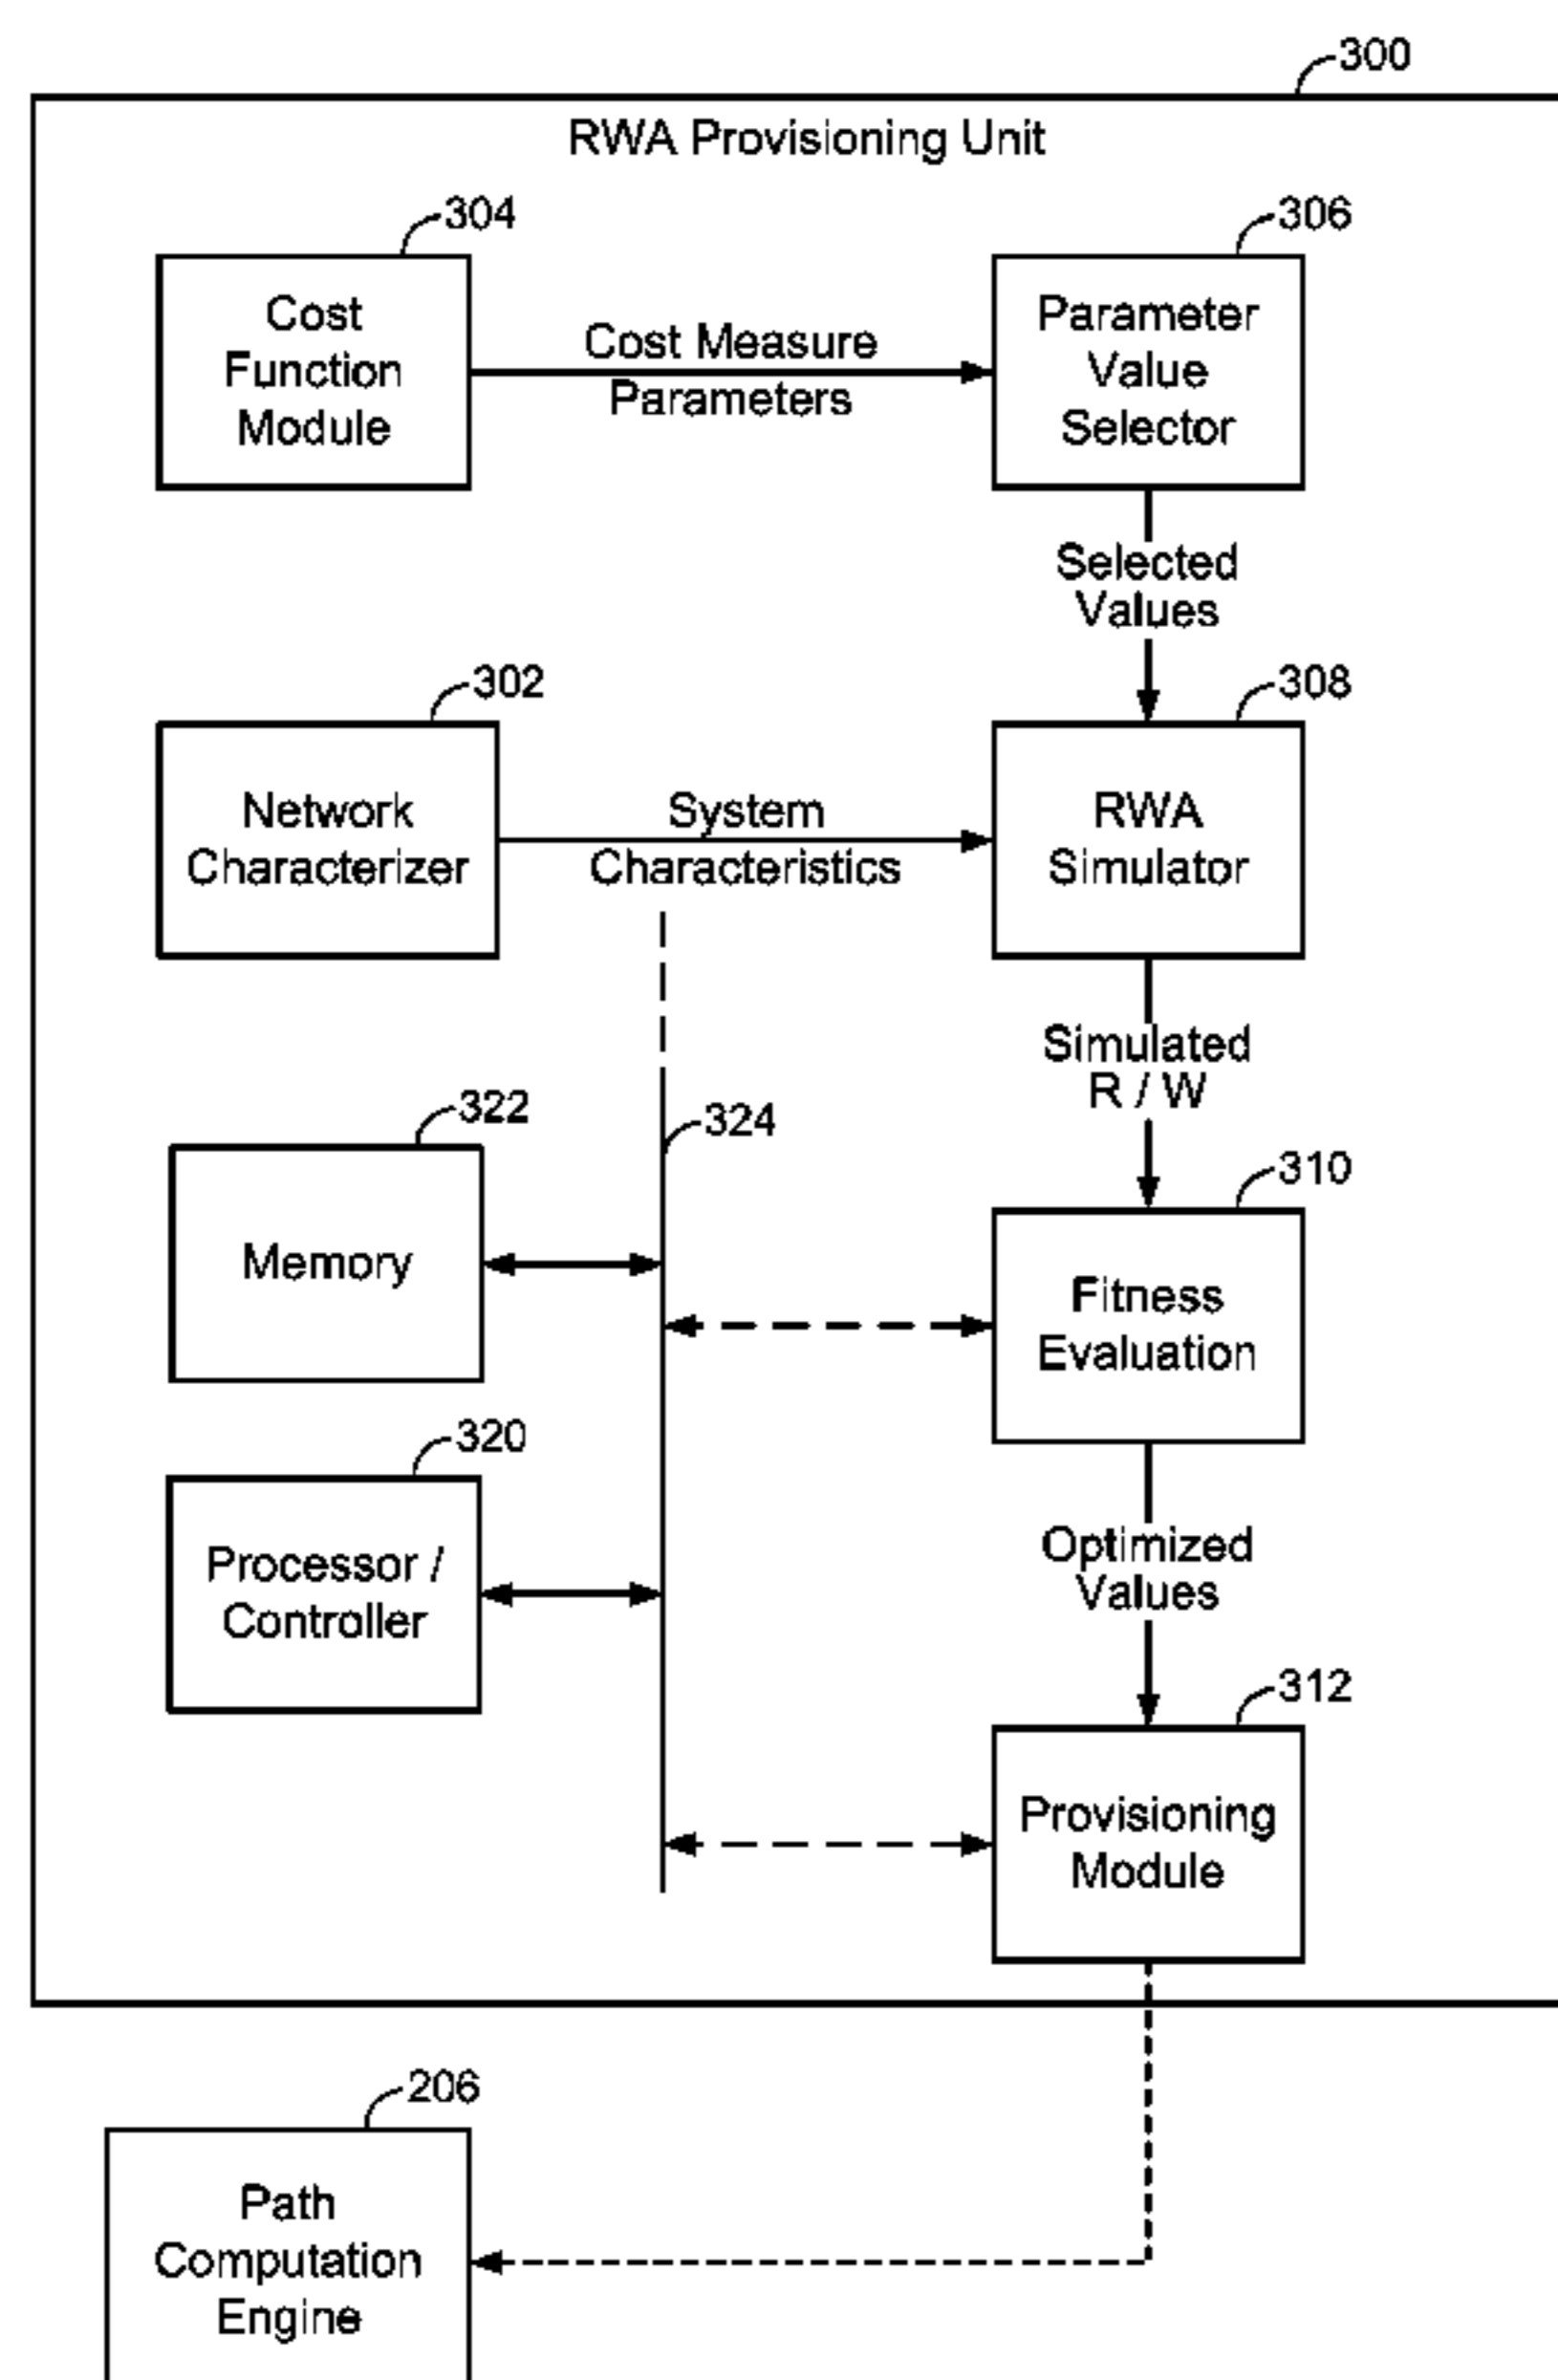 300
RWA Provisioning Unit
304
306
Cost
Function
Module
Cost Measure
Parameters
Parameter
Value
Selector
Selected
Values
302
308
Network
Characterizer
System
Characteristics
RWA
Simulator
Simulated
R / W
322
324
310
Memory
Fitness
Evaluation
320
Processor /
Controller
Optimized
Values
312
Provisioning
Module
206
Path
Computation
Engine